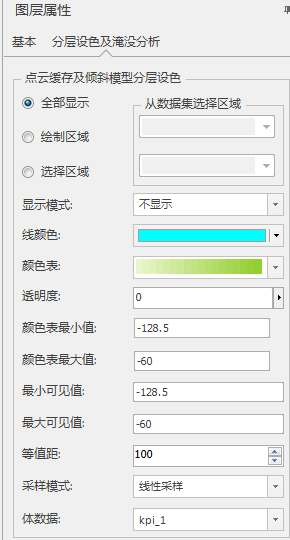 图层属性
基本 分层设色及淹没分析
点云缓存及倾斜模型分层设色
全部显示
从数据集选择区域
绘制区域
选择区域
显示模式: 不显示
线颜色:
颜色表:
透明度: 0
颜色表最小值: -128.5
颜色表最大值: -60
最小可见值: -128.5
最大可见值: -60
等值距: 100
采样模式: 线性采样
体数据: kpi_1